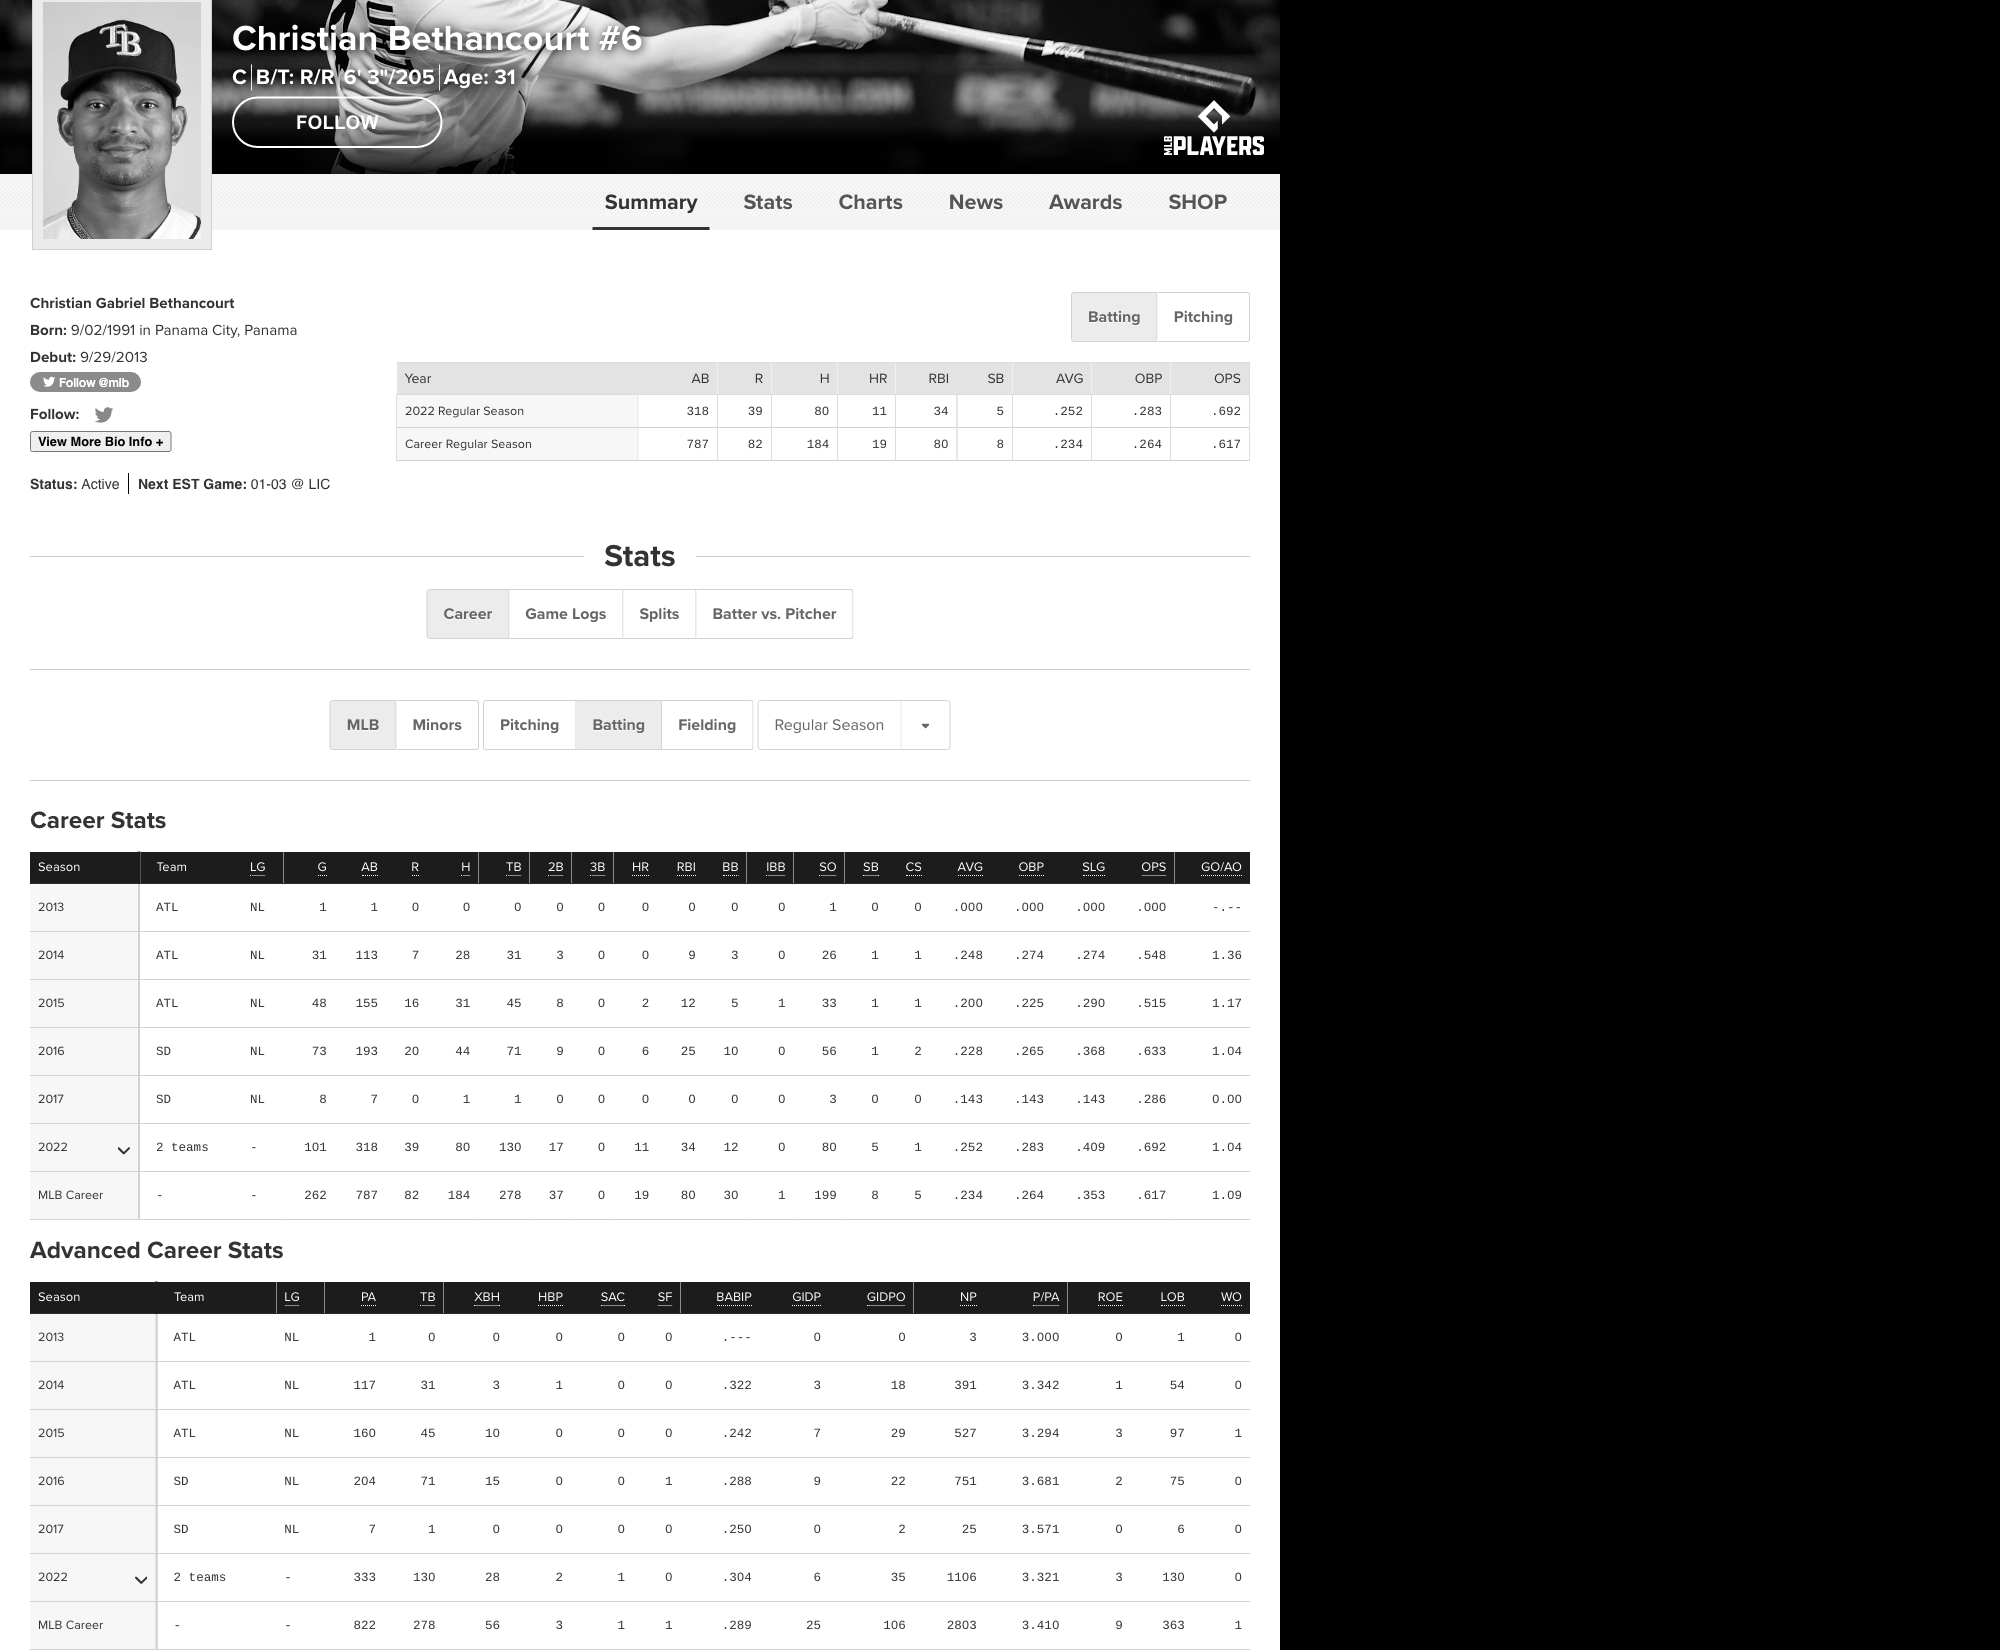 Christian Bethancourt #6
C B/T: R/R 6' 3"/205 Age: 31
FOLLOW
TB
MLB PLAYERS
Summary Stats Charts News Awards SHOP
Christian Gabriel Bethancourt
Born: 9/02/1991 in Panama City, Panama
Debut: 9/29/2013
Follow @mlb
Follow:
View More Bio Info +
Status: Active Next EST Game: 01-03 @ LIC
Batting Pitching
Year AB R H HR RBI SB AVG OBP OPS
2022 Regular Season 318 39 80 11 34 5 .252 .283 .692
Career Regular Season 787 82 184 19 80 8 .234 .264 .617
Stats
Career Game Logs Splits Batter vs. Pitcher
MLB Minors Pitching Batting Fielding Regular Season
Career Stats
Season Team LG G AB R H TB 2B 3B HR RBI BB IBB SO SB CS AVG OBP SLG OPS GO/AO
2013 ATL NL 1 1 0 0 0 0 0 0 0 0 0 1 0 0 .000 .000 .000 .000 -.--
2014 ATL NL 31 113 7 28 31 3 0 0 9 3 0 26 1 1 .248 .274 .274 .548 1.36
2015 ATL NL 48 155 16 31 45 8 0 2 12 5 1 33 1 1 .200 .225 .290 .515 1.17
2016 SD NL 73 193 20 44 71 9 0 6 25 10 0 56 1 2 .228 .265 .368 .633 1.04
2017 SD NL 8 7 0 1 1 0 0 0 0 0 0 3 0 0 .143 .143 .143 .286 0.00
2022 2 teams - 101 318 39 80 130 17 0 11 34 12 0 80 5 1 .252 .283 .409 .692 1.04
MLB Career - - 262 787 82 184 278 37 0 19 80 30 1 199 8 5 .234 .264 .353 .617 1.09
Advanced Career Stats
Season Team LG PA TB XBH HBP SAC SF BABIP GIDP GIDPO NP P/PA ROE LOB WO
2013 ATL NL 1 0 0 0 0 0 .--- 0 0 3 3.000 0 1 0
2014 ATL NL 117 31 3 1 0 0 .322 3 18 391 3.342 1 54 0
2015 ATL NL 160 45 10 0 0 0 .242 7 29 527 3.294 3 97 1
2016 SD NL 204 71 15 0 0 1 .288 9 22 751 3.681 2 75 0
2017 SD NL 7 1 0 0 0 0 .250 0 2 25 3.571 0 6 0
2022 2 teams - 333 130 28 2 1 0 .304 6 35 1106 3.321 3 130 0
MLB Career - - 822 278 56 3 1 1 .289 25 106 2803 3.410 9 363 1